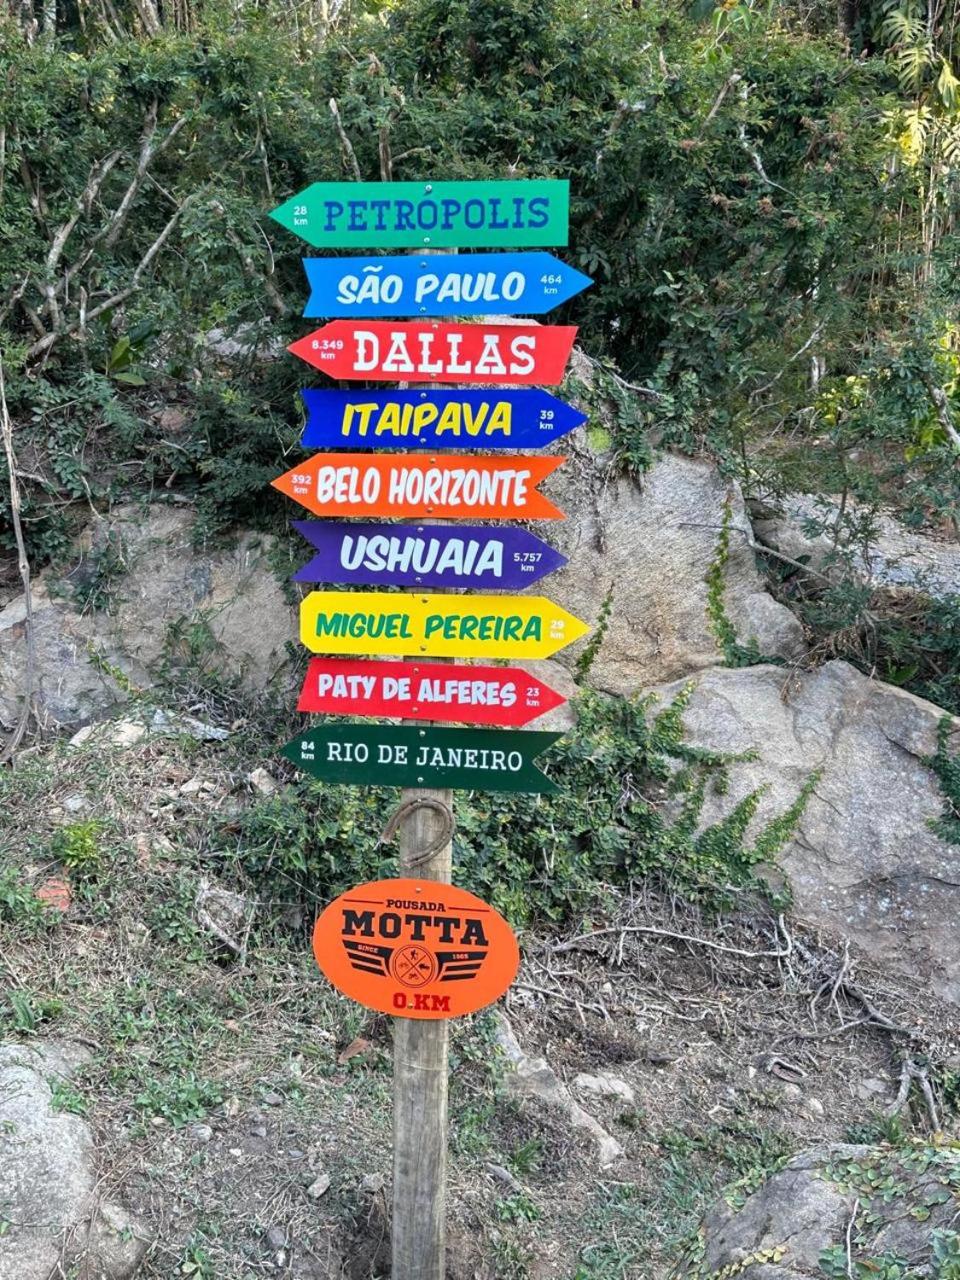 28 km PETRÓPOLIS
SÃO PAULO 464 km
8.349 km DALLAS
ITAIPAVA 39 km
392 km BELO HORIZONTE
USHUAIA 5.757 km
MIGUEL PEREIRA 29 km
PATY DE ALFERES 23 km
84 km RIO DE JANEIRO
POUSADA
MOTTA
SINCE
0.KM